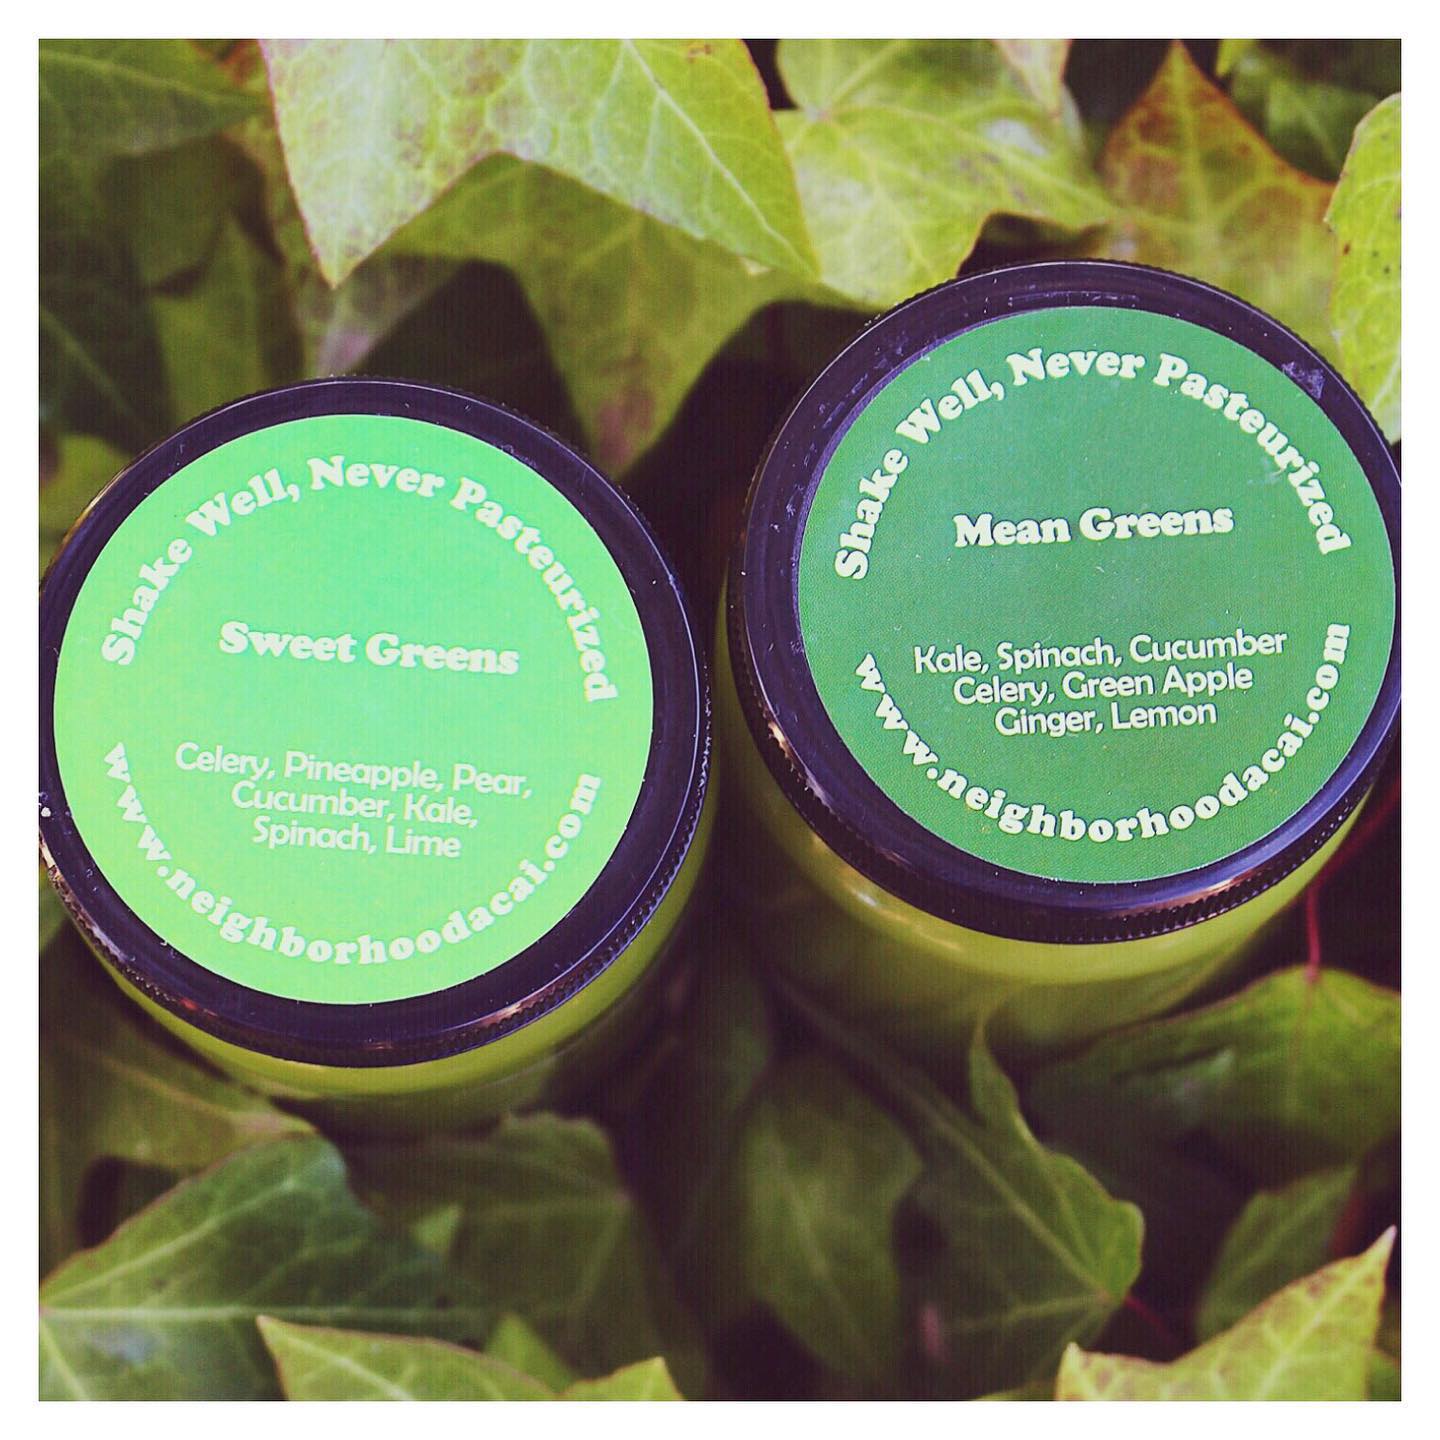 Shake Well, Never Pasteurized
Sweet Greens
Celery, Pineapple, Pear,
Cucumber, Kale,
Spinach, Lime
www.neighborhoodacai.com
Shake Well, Never Pasteurized
Mean Greens
Kale, Spinach, Cucumber
Celery, Green Apple
Ginger, Lemon
www.neighborhoodacai.com